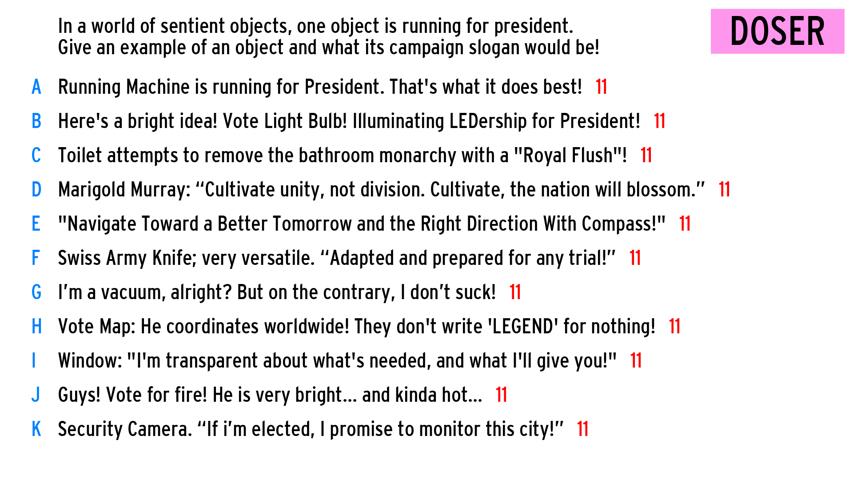 In a world of sentient objects, one object is running for president.
Give an example of an object and what its campaign slogan would be!
DOSER
A Running Machine is running for President. That's what it does best! 11
B Here's a bright idea! Vote Light Bulb! Illuminating LEDership for President! 11
C Toilet attempts to remove the bathroom monarchy with a "Royal Flush"! 11
D Marigold Murray: “Cultivate unity, not division. Cultivate, the nation will blossom.” 11
E "Navigate Toward a Better Tomorrow and the Right Direction With Compass!" 11
F Swiss Army Knife; very versatile. “Adapted and prepared for any trial!” 11
G I’m a vacuum, alright? But on the contrary, I don’t suck! 11
H Vote Map: He coordinates worldwide! They don't write 'LEGEND' for nothing! 11
I Window: "I'm transparent about what's needed, and what I'll give you!" 11
J Guys! Vote for fire! He is very bright... and kinda hot... 11
K Security Camera. “If i’m elected, I promise to monitor this city!” 11